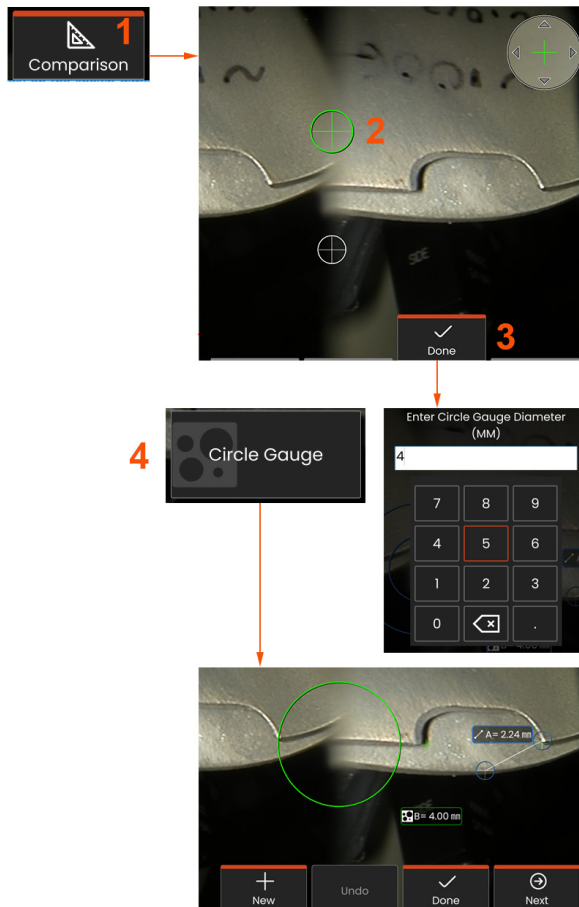 1
Comparison
2
SIDE
3
Done
4
Circle Gauge
Enter Circle Gauge Diameter
(MM)
4
7 8 9
4 5 6
1 2 3
0 .
A= 2.24 mm
B= 4.00 mm
New
Undo
Done
Next